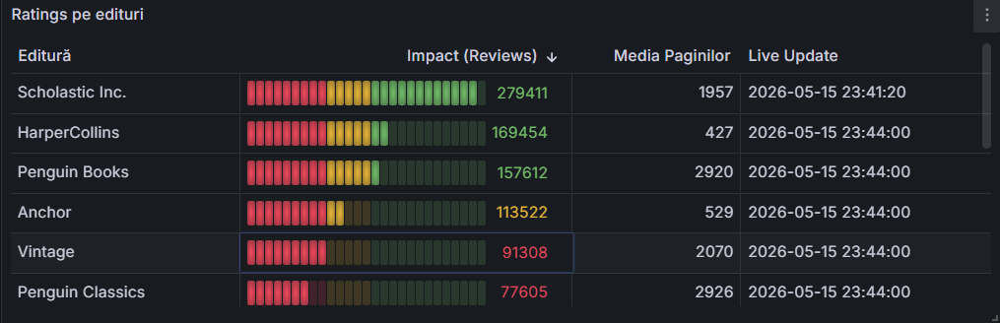 Ratings pe edituri
Editură Impact (Reviews) ↓ Media Paginilor Live Update
Scholastic Inc. 279411 1957 2026-05-15 23:41:20
HarperCollins 169454 427 2026-05-15 23:44:00
Penguin Books 157612 2920 2026-05-15 23:44:00
Anchor 113522 529 2026-05-15 23:44:00
Vintage 91308 2070 2026-05-15 23:44:00
Penguin Classics 77605 2926 2026-05-15 23:44:00